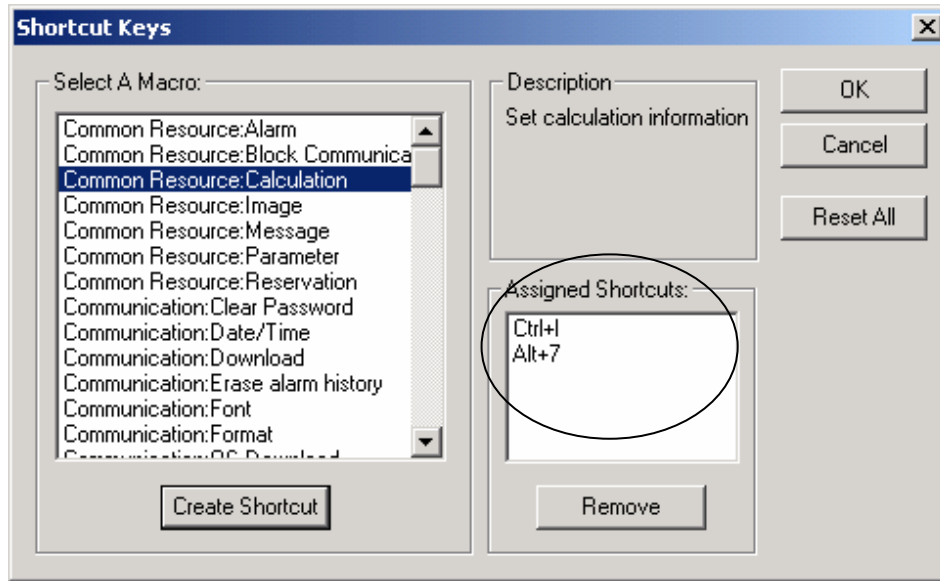 Shortcut Keys
Select A Macro:
Common Resource:Alarm
Common Resource:Block Communica
Common Resource:Calculation
Common Resource:Image
Common Resource:Message
Common Resource:Parameter
Common Resource:Reservation
Communication:Clear Password
Communication:Date/Time
Communication:Download
Communication:Erase alarm history
Communication:Font
Communication:Format
Communication:OS Download
Create Shortcut
Description
Set calculation information
Assigned Shortcuts:
Ctrl+I
Alt+7
Remove
OK
Cancel
Reset All